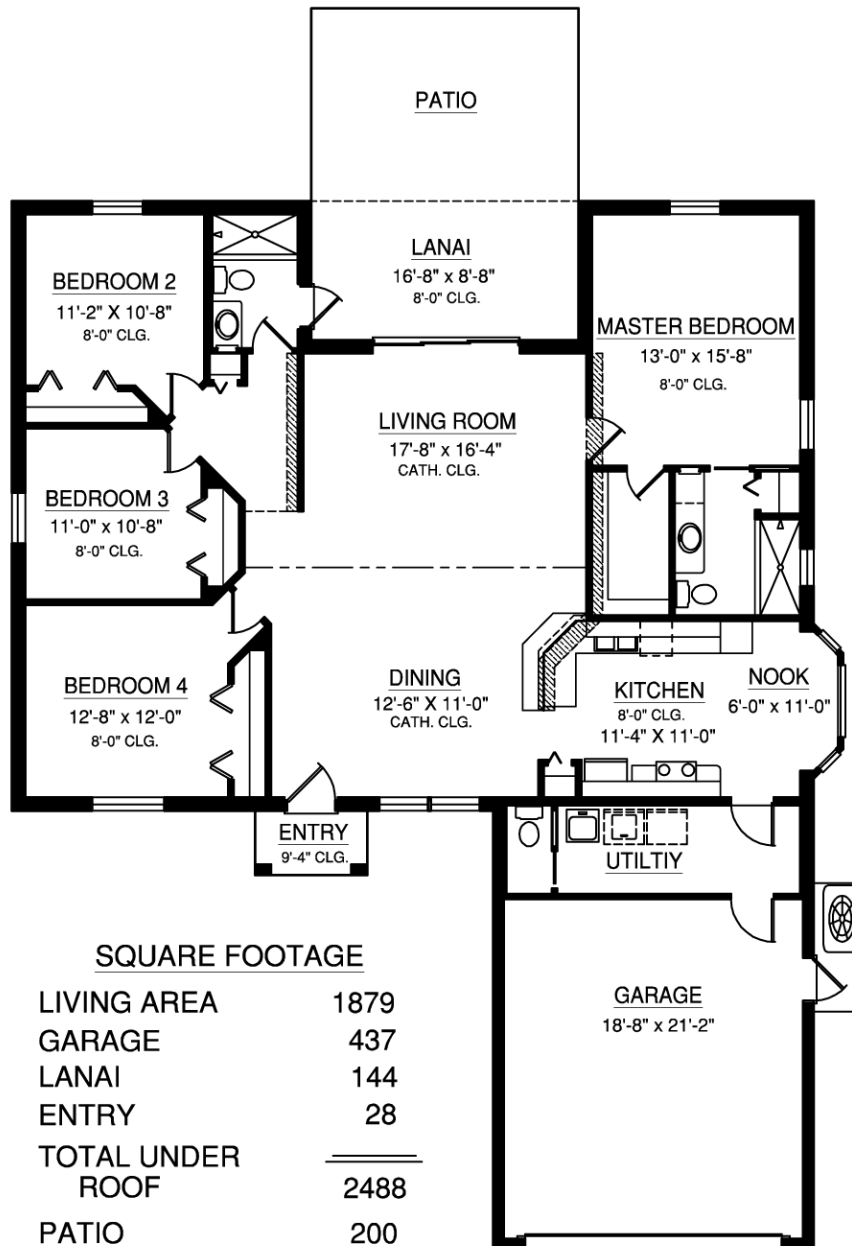 PATIO
LANAI
16'-8" x 8'-8"
8'-0" CLG.
BEDROOM 2
11'-2" X 10'-8"
8'-0" CLG.
MASTER BEDROOM
13'-0" x 15'-8"
8'-0" CLG.
LIVING ROOM
17'-8" x 16'-4"
CATH. CLG.
BEDROOM 3
11'-0" x 10'-8"
8'-0" CLG.
BEDROOM 4
12'-8" x 12'-0"
8'-0" CLG.
DINING
12'-6" X 11'-0"
CATH. CLG.
KITCHEN
8'-0" CLG.
11'-4" X 11'-0"
NOOK
6'-0" x 11'-0"
ENTRY
9'-4" CLG.
UTILTIY
GARAGE
18'-8" x 21'-2"
SQUARE FOOTAGE
LIVING AREA 1879
GARAGE 437
LANAI 144
ENTRY 28
TOTAL UNDER
ROOF 2488
PATIO 200